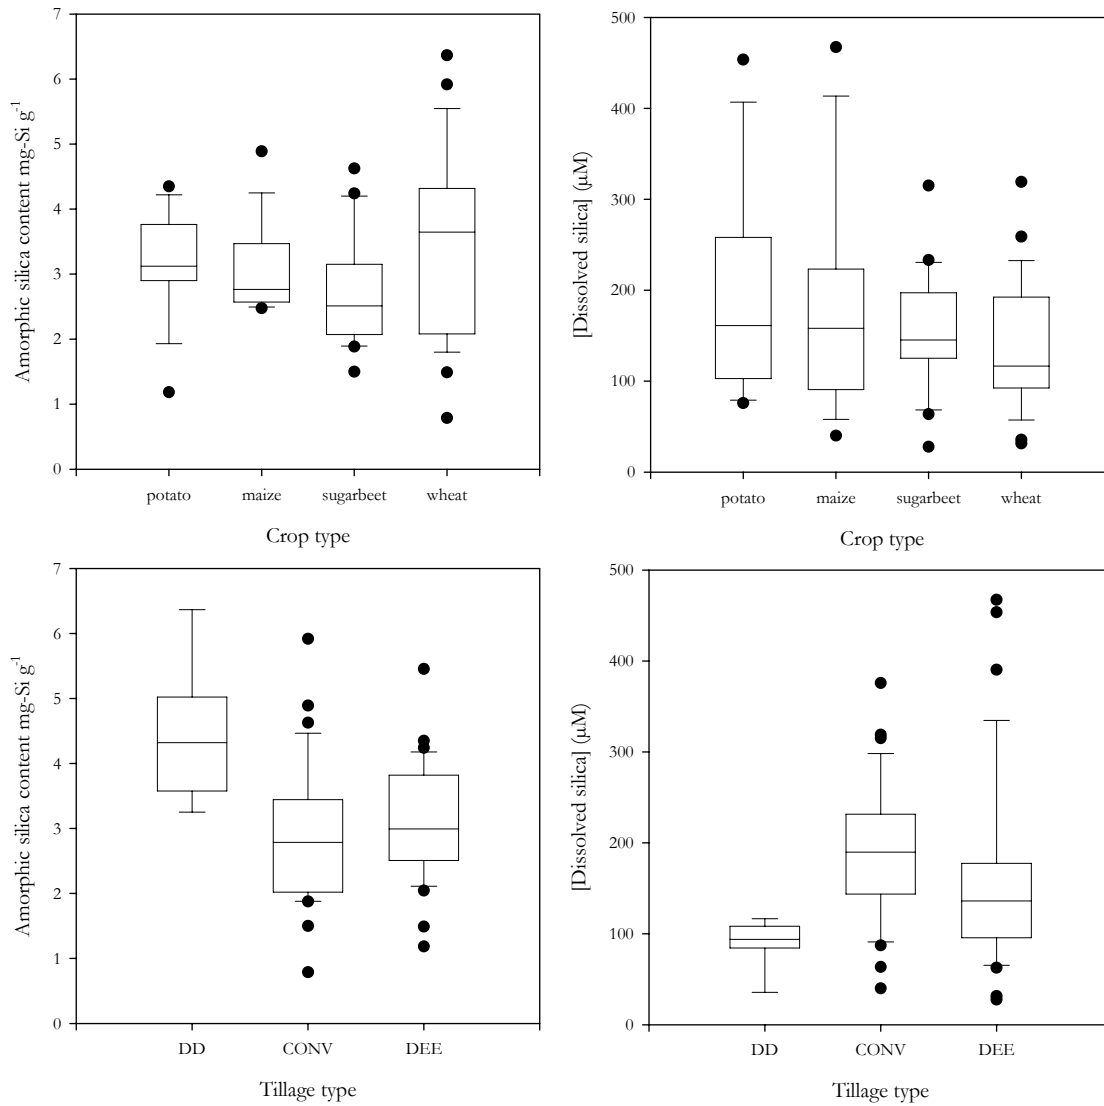 7
6
5
4
3
2
1
0
Amorphic silica content mg-Si g-1
potato maize sugarbeet wheat
Crop type
500
400
300
200
100
0
[Dissolved silica] (µM)
potato maize sugarbeet wheat
Crop type
7
6
5
4
3
2
1
0
Amorphic silica content mg-Si g-1
DD CONV DEE
Tillage type
500
400
300
200
100
0
[Dissolved silica] (µM)
DD CONV DEE
Tillage type